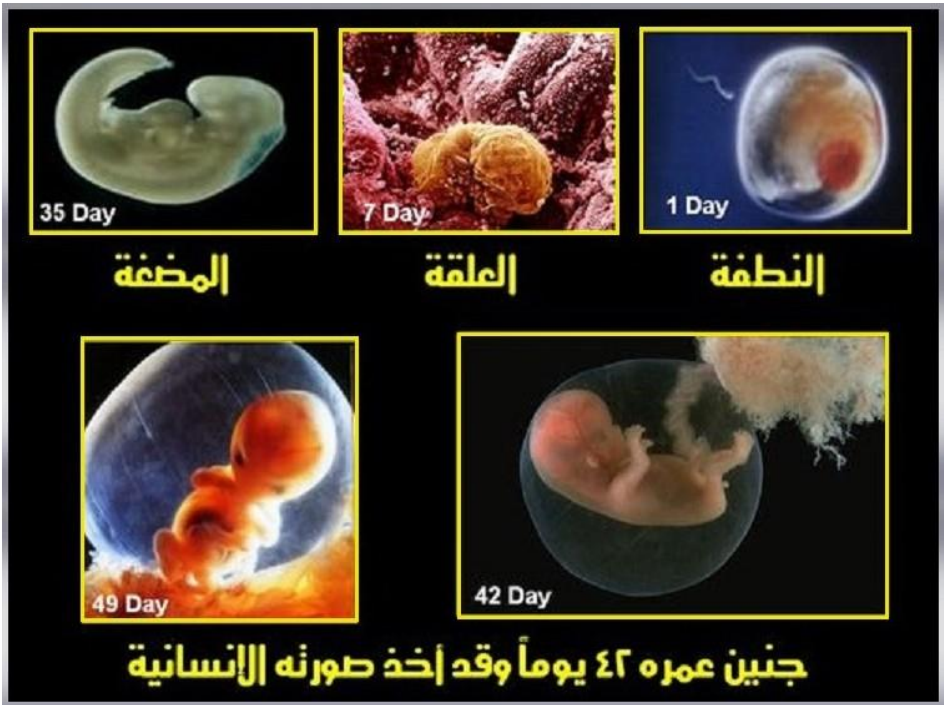 1 Day
7 Day
35 Day
النطفة
العلقة
المضغة
42 Day
49 Day
جنين عمره ٤٢ يوماً وقد أخذ صورته الإنسانية